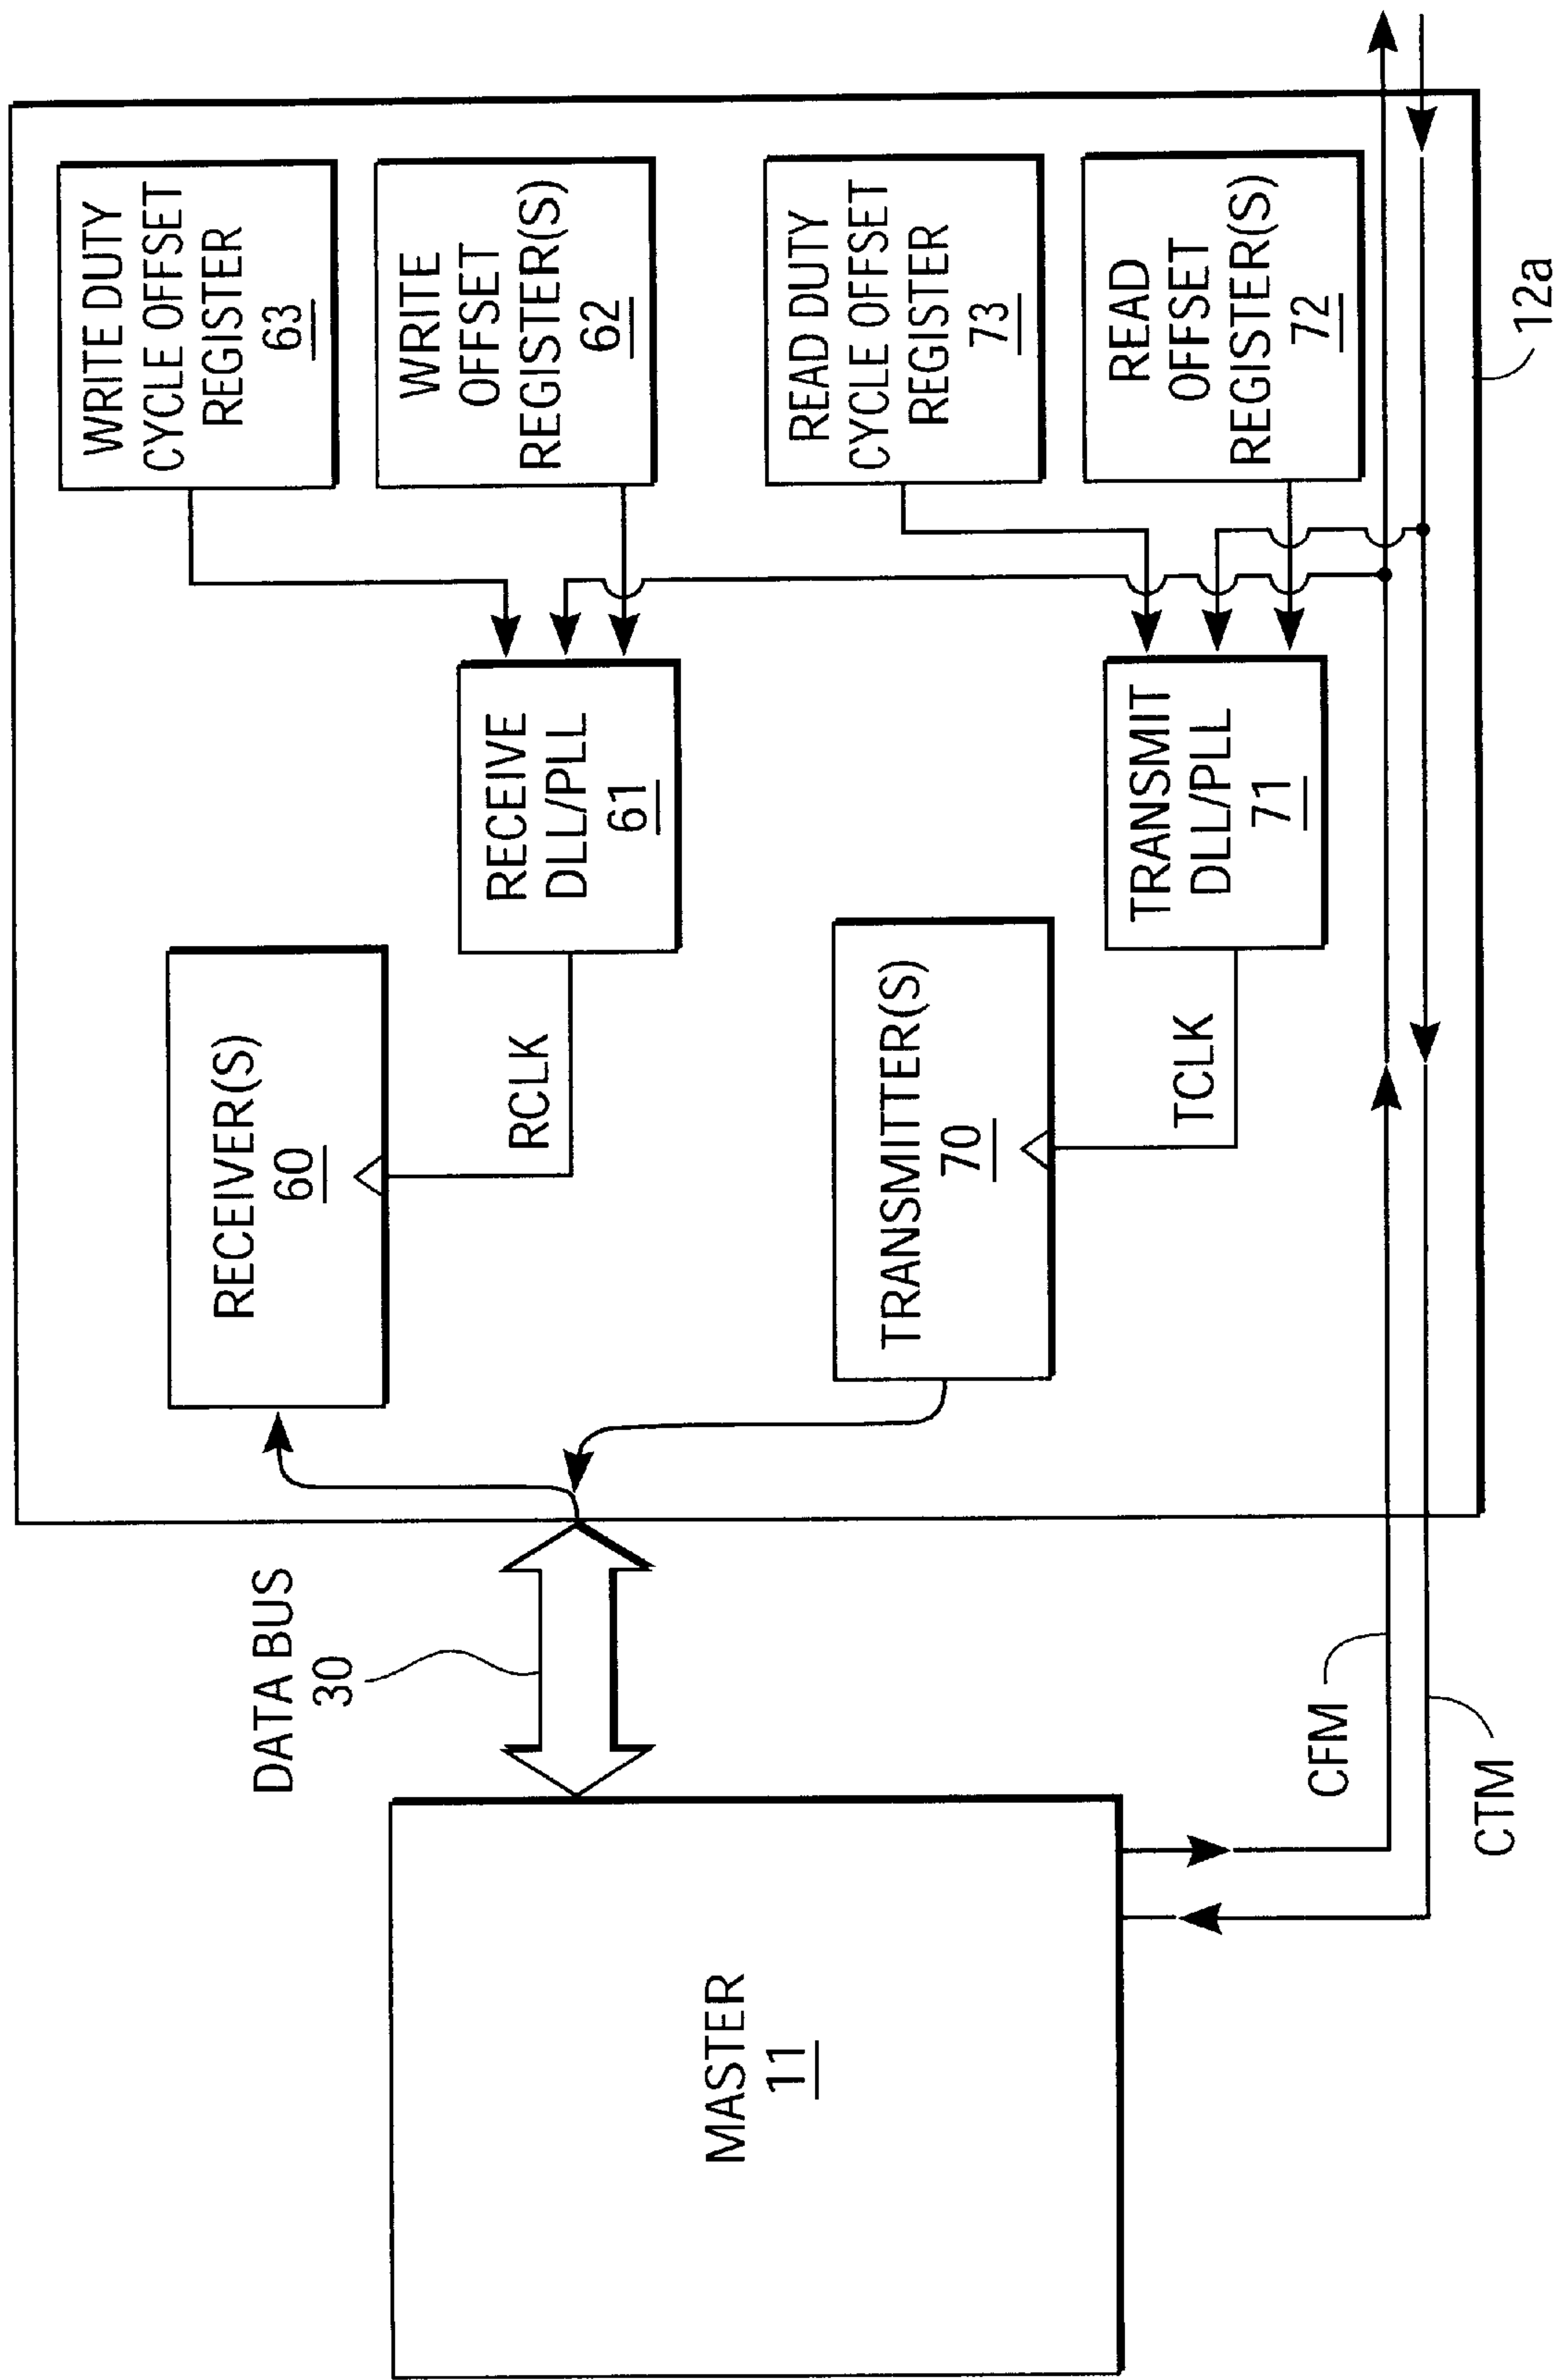 MASTER
11
DATA BUS
30
RECEIVER(S)
60
RCLK
RECEIVE
DLL/PLL
61
WRITE DUTY
CYCLE OFFSET
REGISTER
63
WRITE
OFFSET
REGISTER(S)
62
TRANSMITTER(S)
70
TCLK
TRANSMIT
DLL/PLL
71
READ DUTY
CYCLE OFFSET
REGISTER
73
READ
OFFSET
REGISTER(S)
72
CFM
CTM
12a